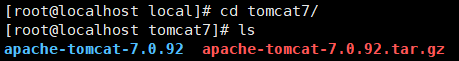 [root@localhost local]# cd tomcat7/
[root@localhost tomcat7]# ls
apache-tomcat-7.0.92  apache-tomcat-7.0.92.tar.gz